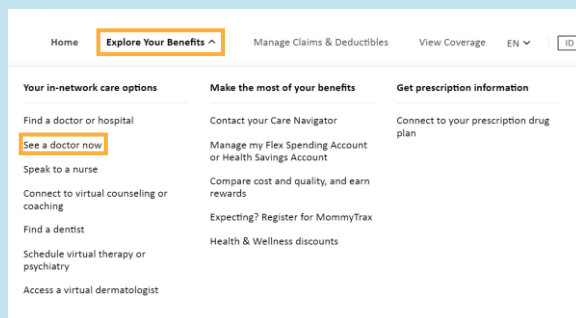 Home Explore Your Benefits Manage Claims & Deductibles View Coverage EN ID
Your in-network care options
Find a doctor or hospital
See a doctor now
Speak to a nurse
Connect to virtual counseling or
coaching
Find a dentist
Schedule virtual therapy or
psychiatry
Access a virtual dermatologist
Make the most of your benefits
Contact your Care Navigator
Manage my Flex Spending Account
or Health Savings Account
Compare cost and quality, and earn
rewards
Expecting? Register for MommyTrax
Health & Wellness discounts
Get prescription information
Connect to your prescription drug
plan